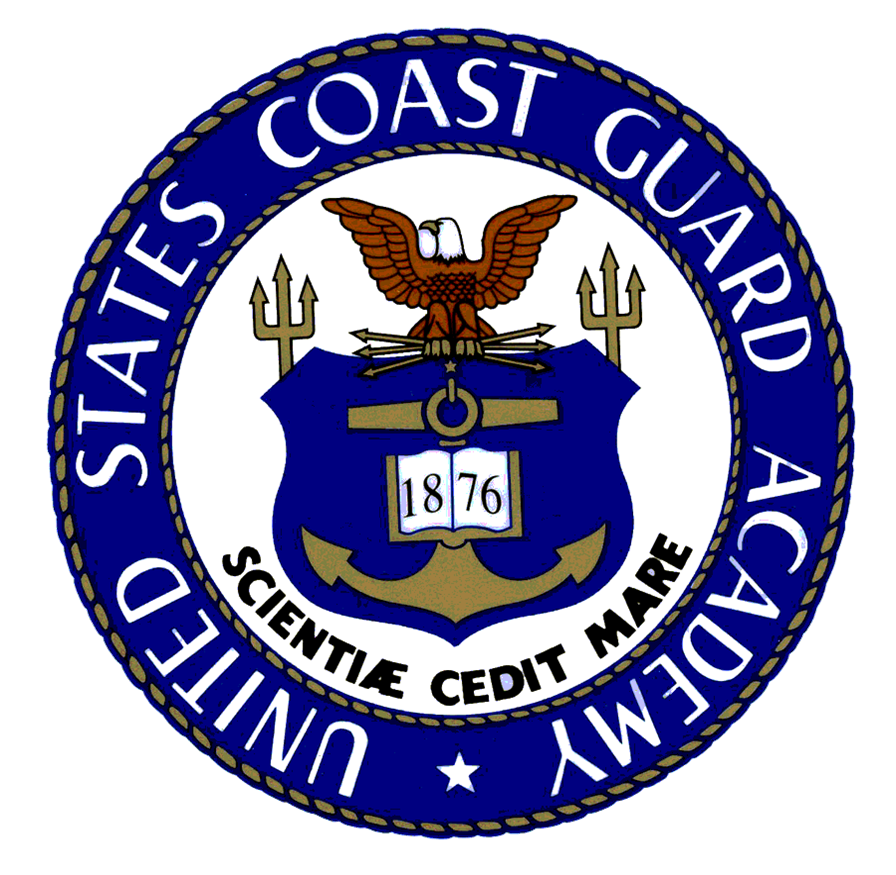 UNITED STATES COAST GUARD ACADEMY
1876
SCIENTIÆ CEDIT MARE